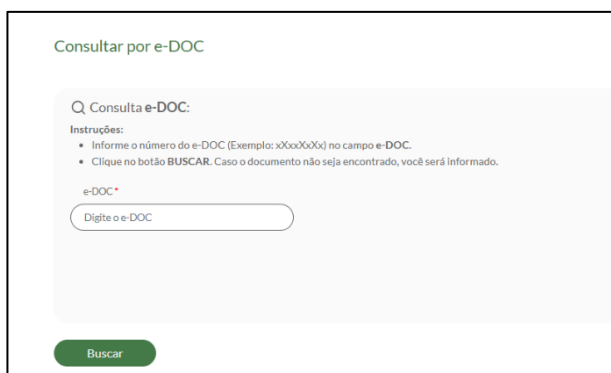 Consultar por e-DOC
Consulta e-DOC:
Instruções:
• Informe o número do e-DOC (Exemplo: xXxxXxXx) no campo e-DOC.
• Clique no botão BUSCAR. Caso o documento não seja encontrado, você será informado.
e-DOC*
Digite o e-DOC
Buscar